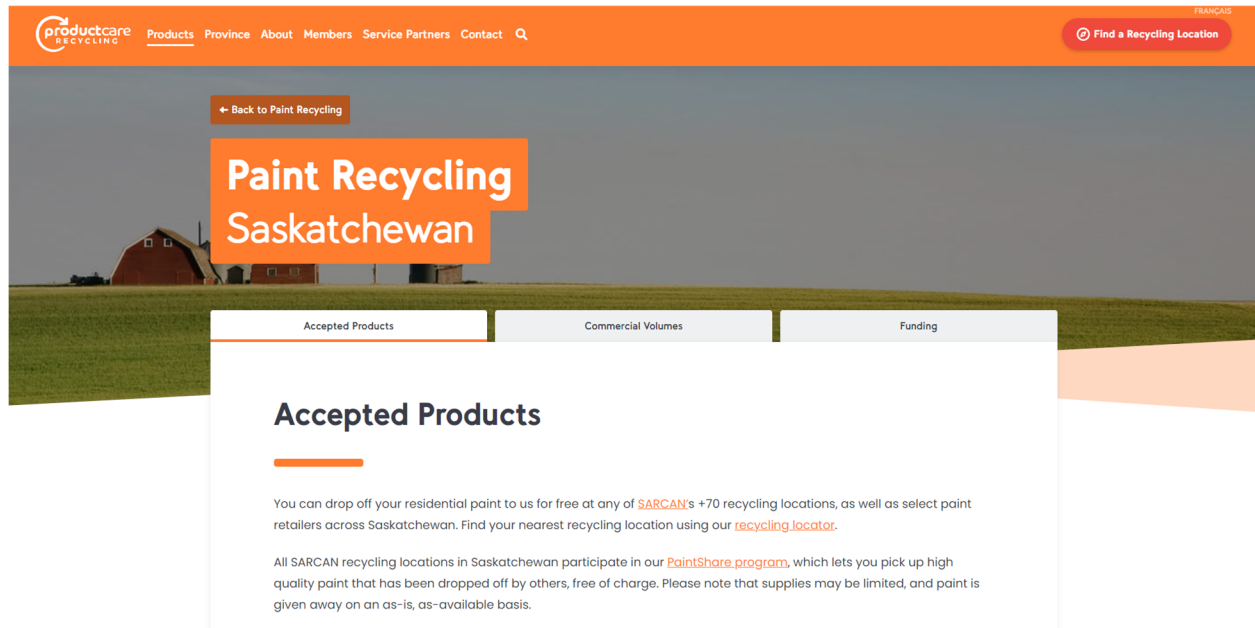 FRANÇAIS
productcare
RECYCLING
Products Province About Members Service Partners Contact
Find a Recycling Location
← Back to Paint Recycling
Paint Recycling
Saskatchewan
Accepted Products
Commercial Volumes
Funding
Accepted Products
You can drop off your residential paint to us for free at any of SARCAN's +70 recycling locations, as well as select paint
retailers across Saskatchewan. Find your nearest recycling location using our recycling locator.
All SARCAN recycling locations in Saskatchewan participate in our PaintShare program, which lets you pick up high
quality paint that has been dropped off by others, free of charge. Please note that supplies may be limited, and paint is
given away on an as-is, as-available basis.